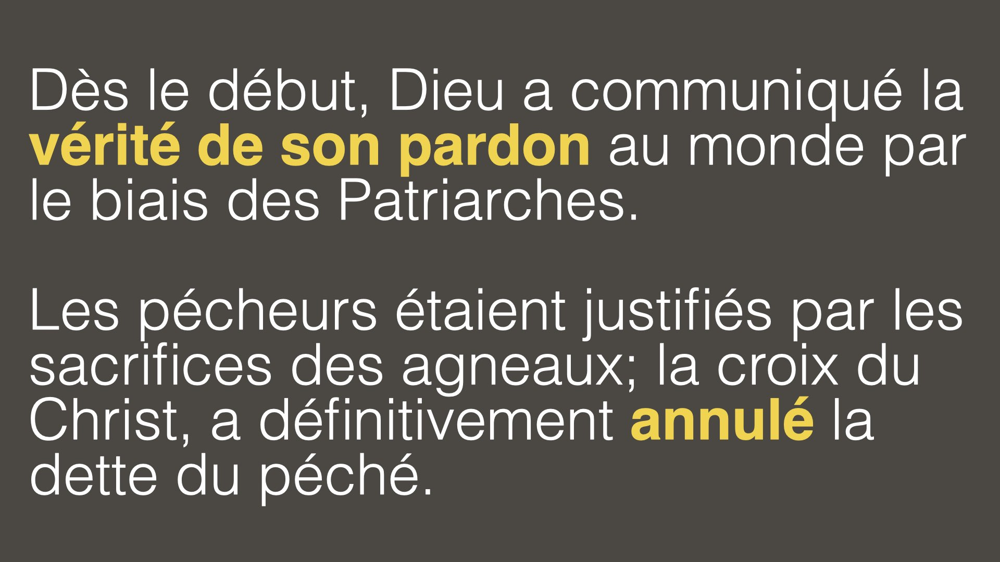 Dès le début, Dieu a communiqué la
vérité de son pardon au monde par
le biais des Patriarches.
Les pécheurs étaient justifiés par les
sacrifices des agneaux; la croix du
Christ, a définitivement annulé la
dette du péché.